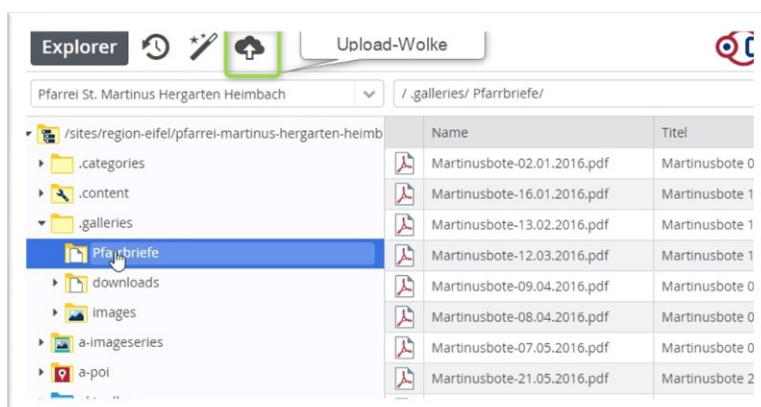 Explorer
Upload-Wolke
Pfarrei St. Martinus Hergarten Heimbach
/ .galleries/ Pfarrbriefe/
/sites/region-eifel/pfarrei-martinus-hergarten-heimb
Name Titel
.categories
Martinusbote-02.01.2016.pdf Martinusbote 0
.content
Martinusbote-16.01.2016.pdf Martinusbote 1
.galleries
Martinusbote-13.02.2016.pdf Martinusbote 1
Pfarrbriefe
Martinusbote-12.03.2016.pdf Martinusbote 1
downloads
Martinusbote-09.04.2016.pdf Martinusbote 0
images
Martinusbote-08.04.2016.pdf Martinusbote 0
a-imageseries
Martinusbote-07.05.2016.pdf Martinusbote 0
a-poi
Martinusbote-21.05.2016.pdf Martinusbote 2